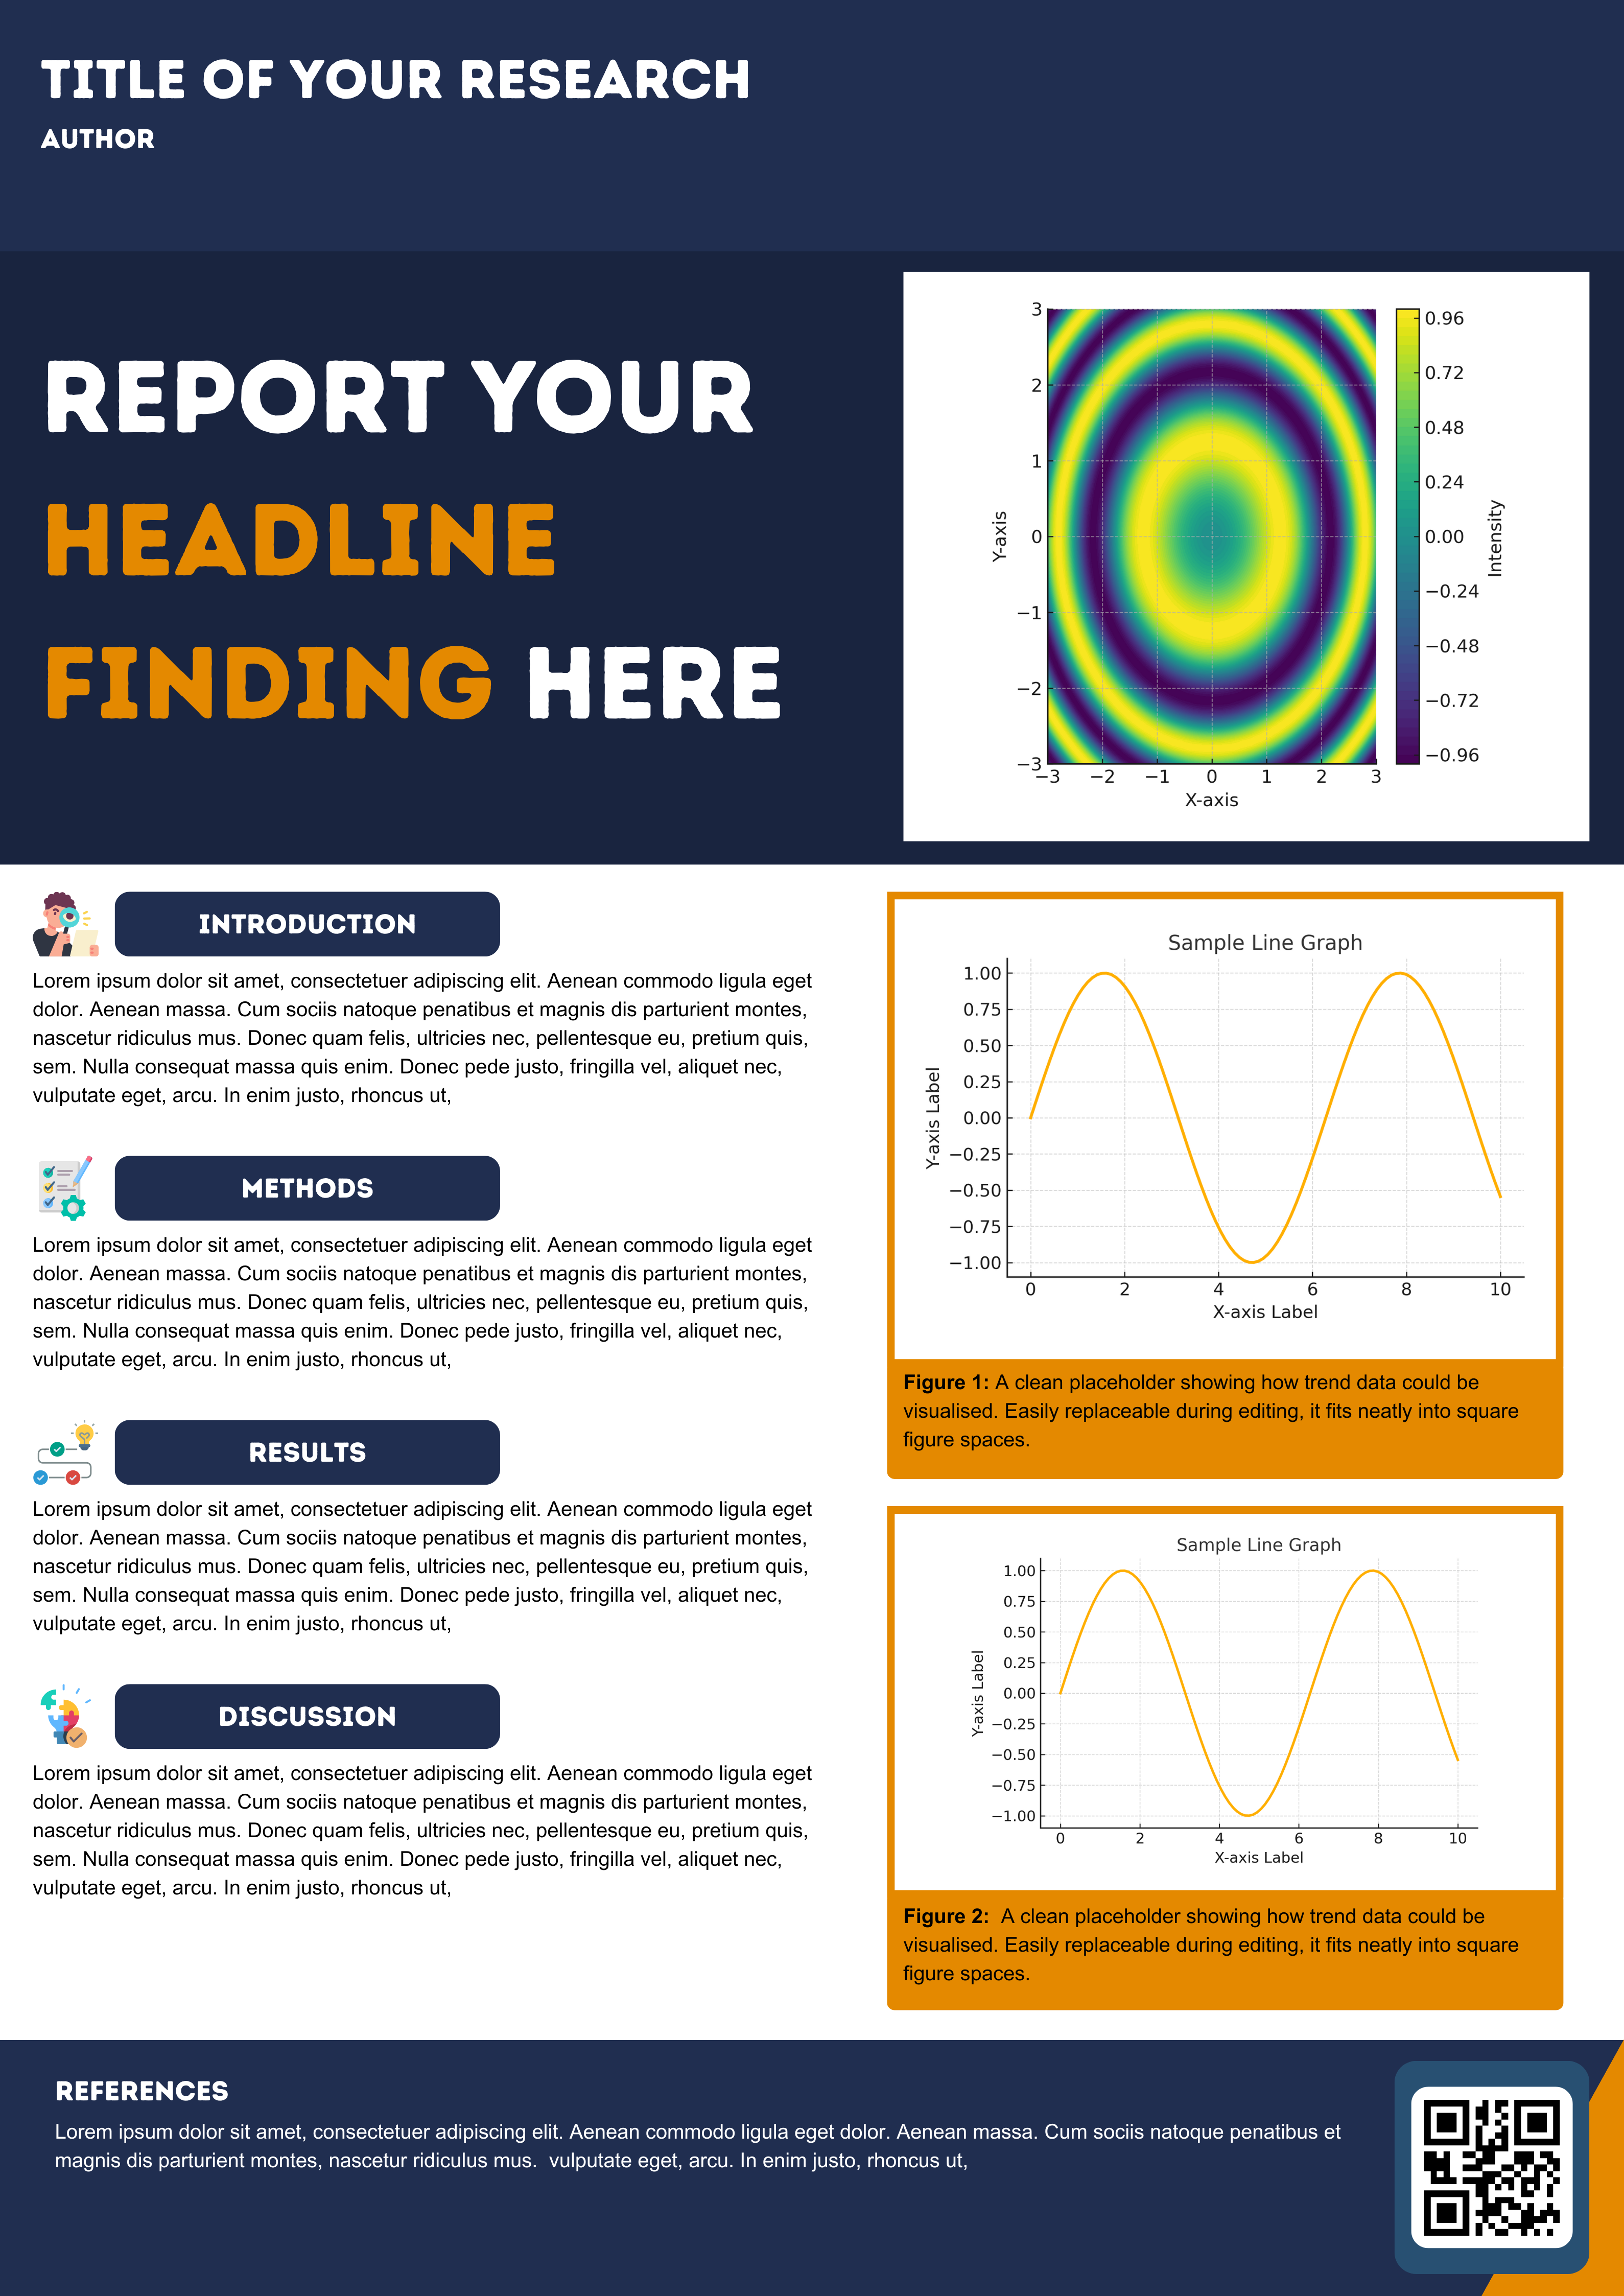 TITLE OF YOUR RESEARCH
AUTHOR
REPORT YOUR
HEADLINE
FINDING HERE
3
2
1
0
−1
−2
−3
Y-axis
−3 −2 −1 0 1 2 3
X-axis
0.96
0.72
0.48
0.24
0.00
−0.24
−0.48
−0.72
−0.96
Intensity
INTRODUCTION
Lorem ipsum dolor sit amet, consectetuer adipiscing elit. Aenean commodo ligula eget
dolor. Aenean massa. Cum sociis natoque penatibus et magnis dis parturient montes,
nascetur ridiculus mus. Donec quam felis, ultricies nec, pellentesque eu, pretium quis,
sem. Nulla consequat massa quis enim. Donec pede justo, fringilla vel, aliquet nec,
vulputate eget, arcu. In enim justo, rhoncus ut,
METHODS
Lorem ipsum dolor sit amet, consectetuer adipiscing elit. Aenean commodo ligula eget
dolor. Aenean massa. Cum sociis natoque penatibus et magnis dis parturient montes,
nascetur ridiculus mus. Donec quam felis, ultricies nec, pellentesque eu, pretium quis,
sem. Nulla consequat massa quis enim. Donec pede justo, fringilla vel, aliquet nec,
vulputate eget, arcu. In enim justo, rhoncus ut,
RESULTS
Lorem ipsum dolor sit amet, consectetuer adipiscing elit. Aenean commodo ligula eget
dolor. Aenean massa. Cum sociis natoque penatibus et magnis dis parturient montes,
nascetur ridiculus mus. Donec quam felis, ultricies nec, pellentesque eu, pretium quis,
sem. Nulla consequat massa quis enim. Donec pede justo, fringilla vel, aliquet nec,
vulputate eget, arcu. In enim justo, rhoncus ut,
DISCUSSION
Lorem ipsum dolor sit amet, consectetuer adipiscing elit. Aenean commodo ligula eget
dolor. Aenean massa. Cum sociis natoque penatibus et magnis dis parturient montes,
nascetur ridiculus mus. Donec quam felis, ultricies nec, pellentesque eu, pretium quis,
sem. Nulla consequat massa quis enim. Donec pede justo, fringilla vel, aliquet nec,
vulputate eget, arcu. In enim justo, rhoncus ut,
Sample Line Graph
1.00
0.75
0.50
0.25
0.00
−0.25
−0.50
−0.75
−1.00
Y-axis Label
0 2 4 6 8 10
X-axis Label
Figure 1: A clean placeholder showing how trend data could be
visualised. Easily replaceable during editing, it fits neatly into square
figure spaces.
Sample Line Graph
1.00
0.75
0.50
0.25
0.00
−0.25
−0.50
−0.75
−1.00
Y-axis Label
0 2 4 6 8 10
X-axis Label
Figure 2: A clean placeholder showing how trend data could be
visualised. Easily replaceable during editing, it fits neatly into square
figure spaces.
REFERENCES
Lorem ipsum dolor sit amet, consectetuer adipiscing elit. Aenean commodo ligula eget dolor. Aenean massa. Cum sociis natoque penatibus et
magnis dis parturient montes, nascetur ridiculus mus. vulputate eget, arcu. In enim justo, rhoncus ut,